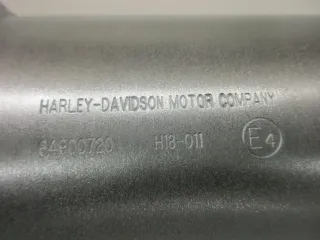 HARLEY-DAVIDSON MOTOR COMPANY
64900720 H18-011 E4